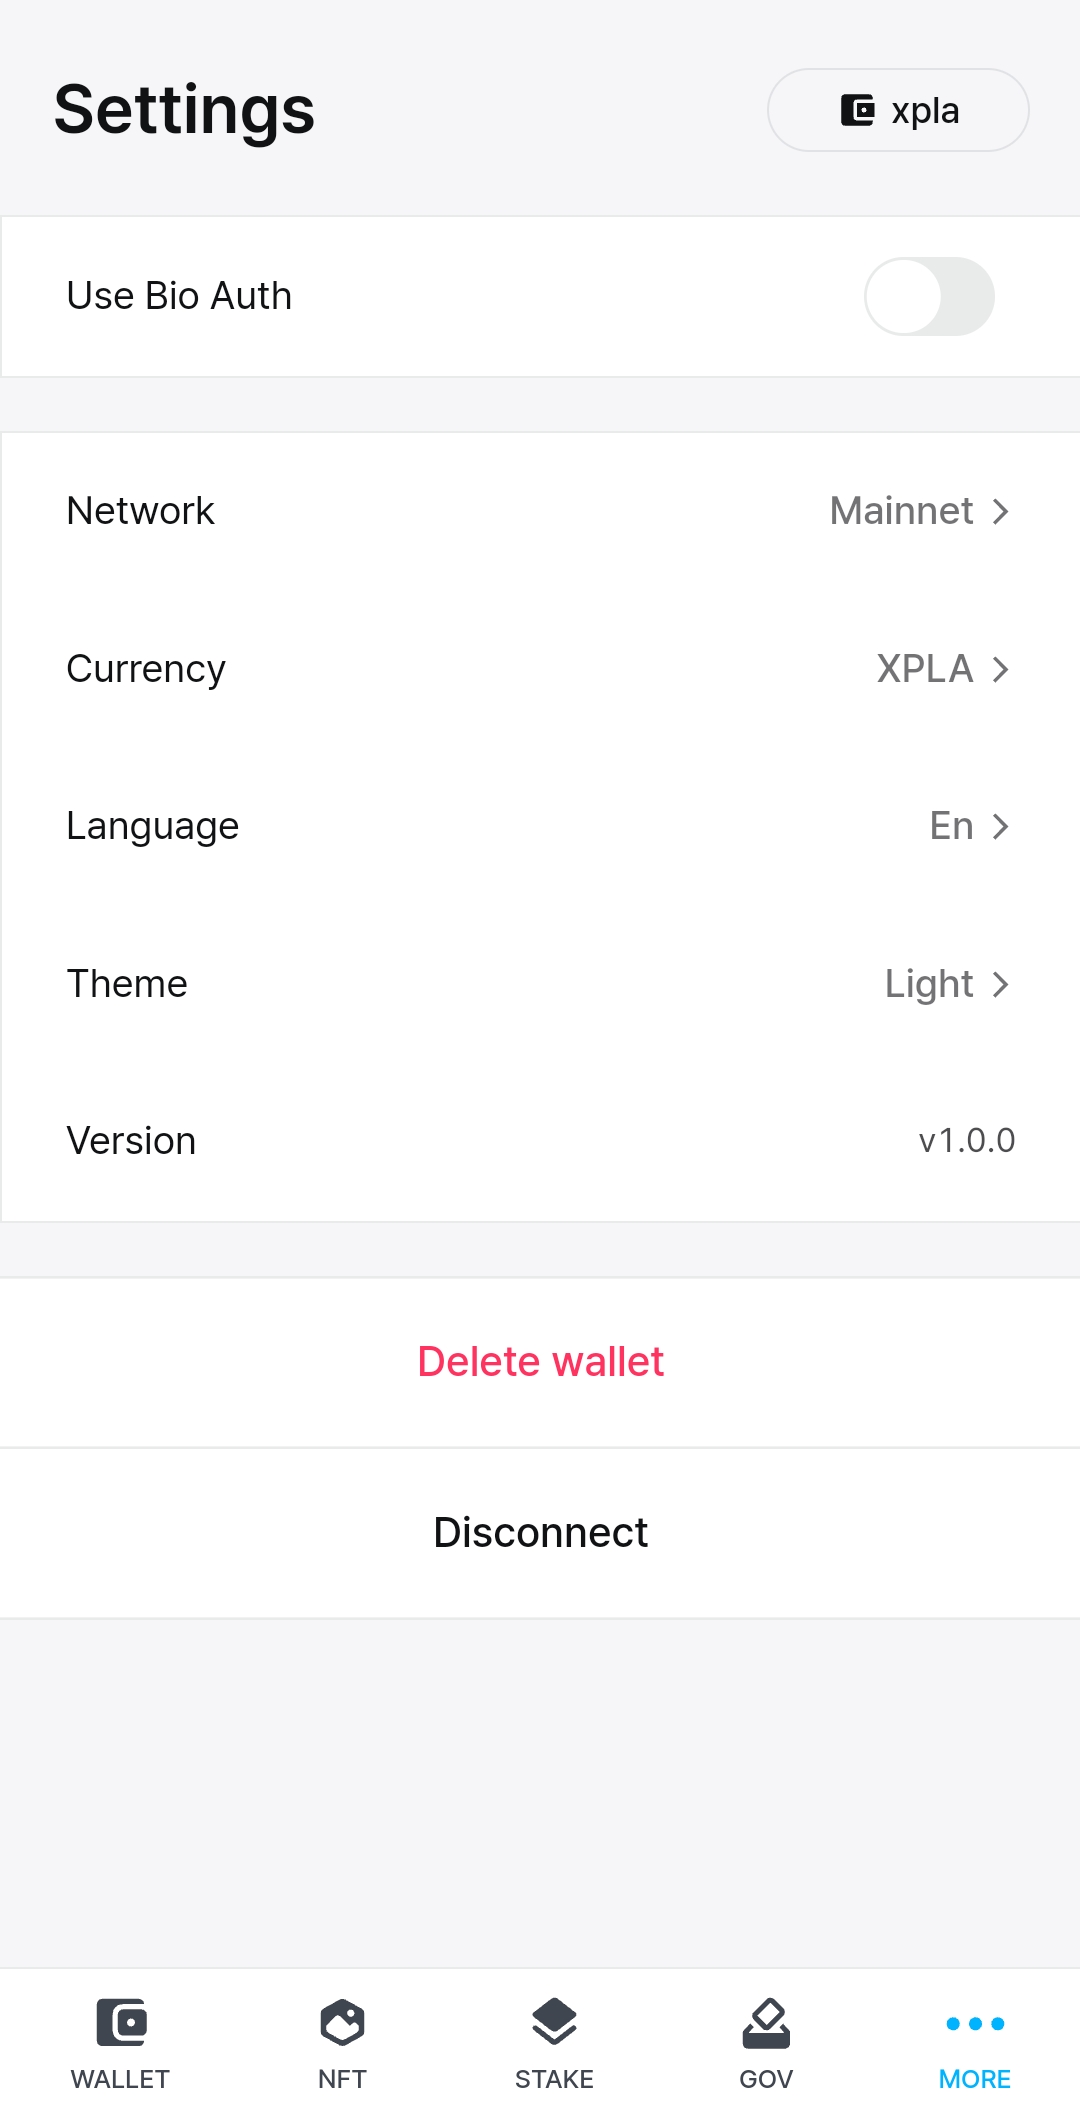 Settings
xpla
Use Bio Auth
Network
Mainnet
Currency
XPLA
Language
En
Theme
Light
Version
v1.0.0
Delete wallet
Disconnect
WALLET
NFT
STAKE
GOV
MORE